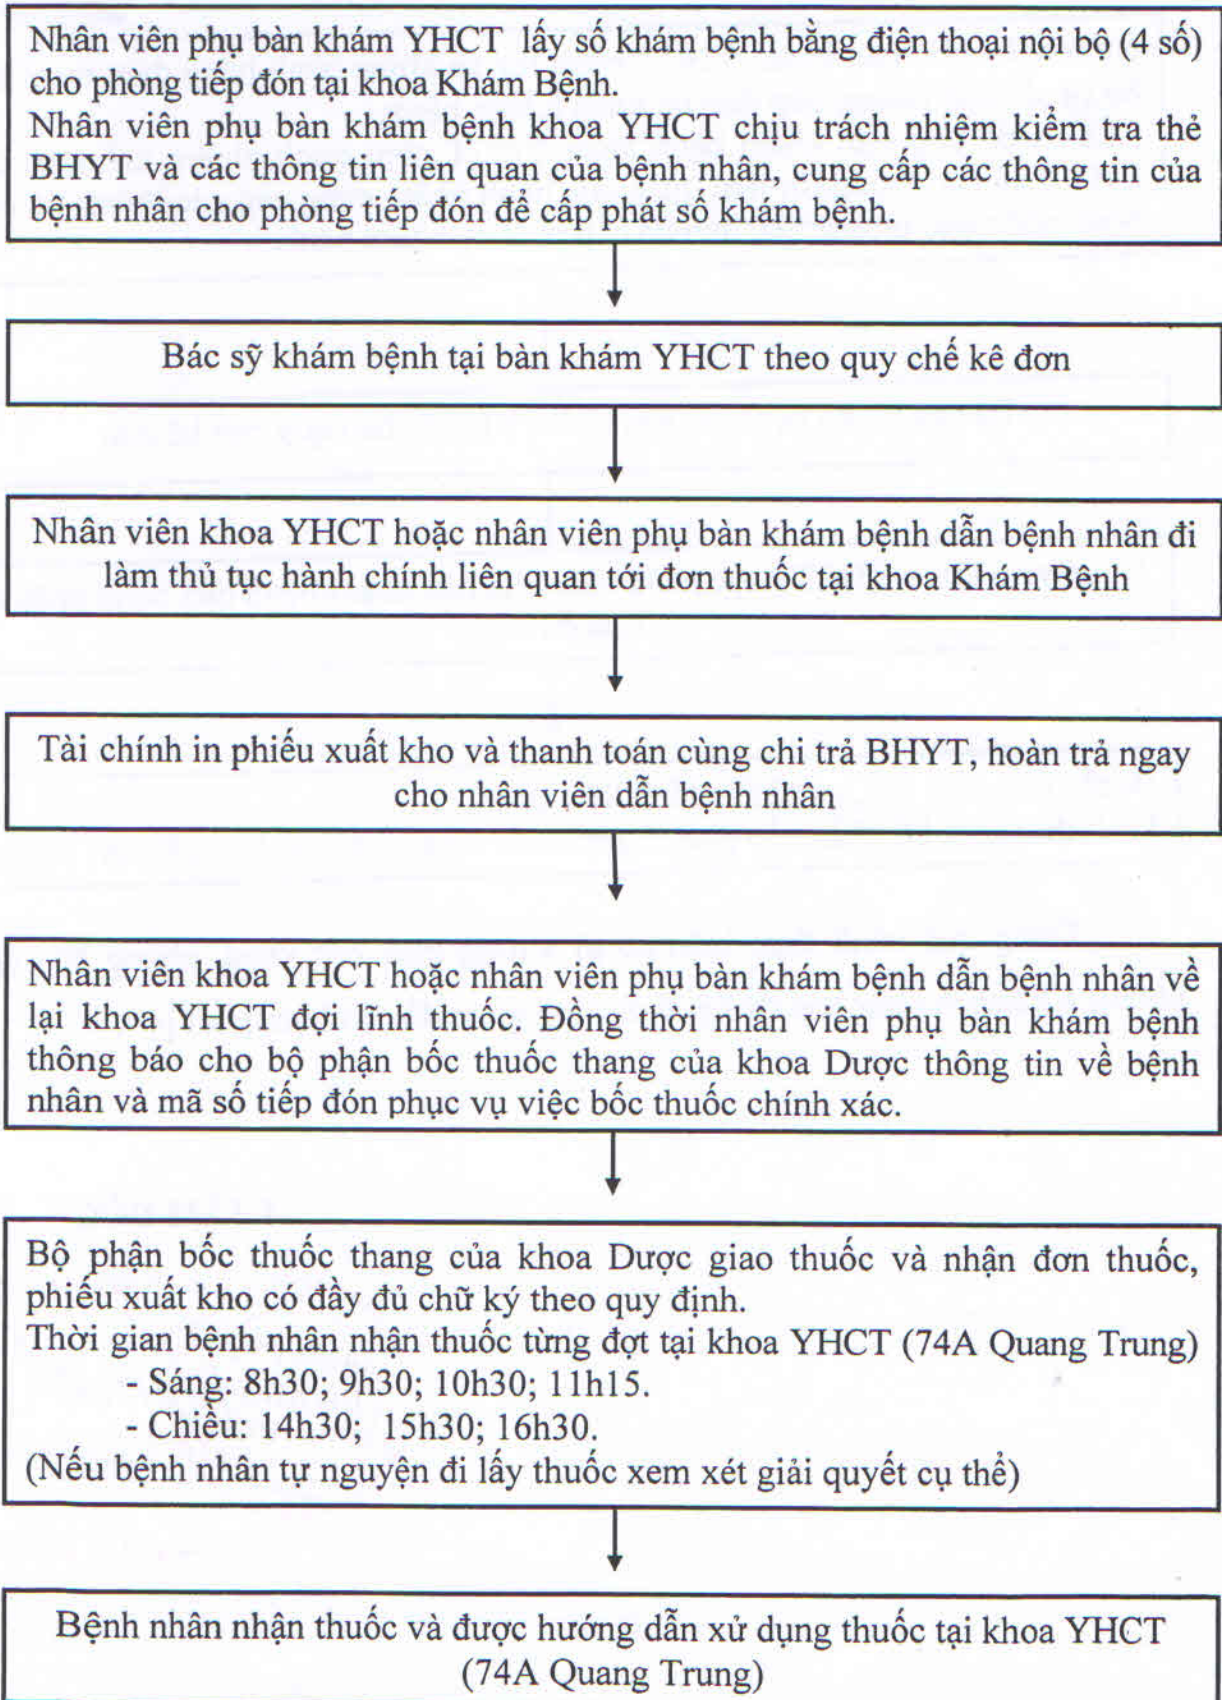 Nhân viên phụ bàn khám YHCT lấy số khám bệnh bằng điện thoại nội bộ (4 số)
cho phòng tiếp đón tại khoa Khám Bệnh.
Nhân viên phụ bàn khám bệnh khoa YHCT chịu trách nhiệm kiểm tra thẻ
BHYT và các thông tin liên quan của bệnh nhân, cung cấp các thông tin của
bệnh nhân cho phòng tiếp đón để cấp phát số khám bệnh.
Bác sỹ khám bệnh tại bàn khám YHCT theo quy chế kê đơn
Nhân viên khoa YHCT hoặc nhân viên phụ bàn khám bệnh dẫn bệnh nhân đi
làm thủ tục hành chính liên quan tới đơn thuốc tại khoa Khám Bệnh
Tài chính in phiếu xuất kho và thanh toán cùng chi trả BHYT, hoàn trả ngay
cho nhân viên dẫn bệnh nhân
Nhân viên khoa YHCT hoặc nhân viên phụ bàn khám bệnh dẫn bệnh nhân về
lại khoa YHCT đợi lĩnh thuốc. Đồng thời nhân viên phụ bàn khám bệnh
thông báo cho bộ phận bốc thuốc thang của khoa Dược thông tin về bệnh
nhân và mã số tiếp đón phục vụ việc bốc thuốc chính xác.
Bộ phận bốc thuốc thang của khoa Dược giao thuốc và nhận đơn thuốc,
phiếu xuất kho có đầy đủ chữ ký theo quy định.
Thời gian bệnh nhân nhận thuốc từng đợt tại khoa YHCT (74A Quang Trung)
- Sáng: 8h30; 9h30; 10h30; 11h15.
- Chiều: 14h30; 15h30; 16h30.
(Nếu bệnh nhân tự nguyện đi lấy thuốc xem xét giải quyết cụ thể)
Bệnh nhân nhận thuốc và được hướng dẫn xử dụng thuốc tại khoa YHCT
(74A Quang Trung)